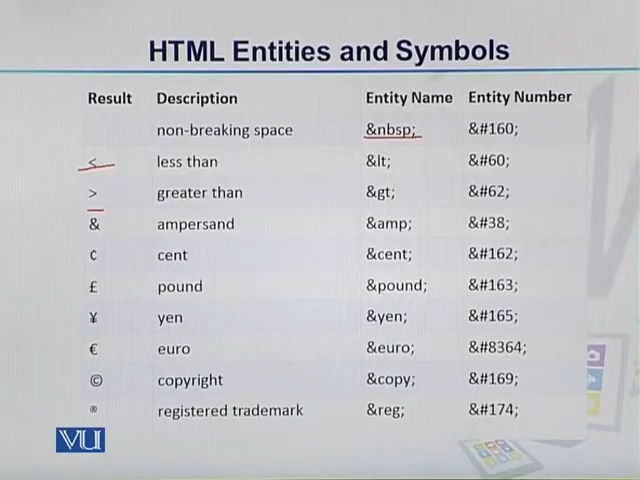 HTML Entities and Symbols
Result Description Entity Name Entity Number
non-breaking space &nbsp; &#160;
< less than &lt; &#60;
> greater than &gt; &#62;
& ampersand &amp; &#38;
¢ cent &cent; &#162;
£ pound &pound; &#163;
¥ yen &yen; &#165;
€ euro &euro; &#8364;
© copyright &copy; &#169;
® registered trademark &reg; &#174;
VU